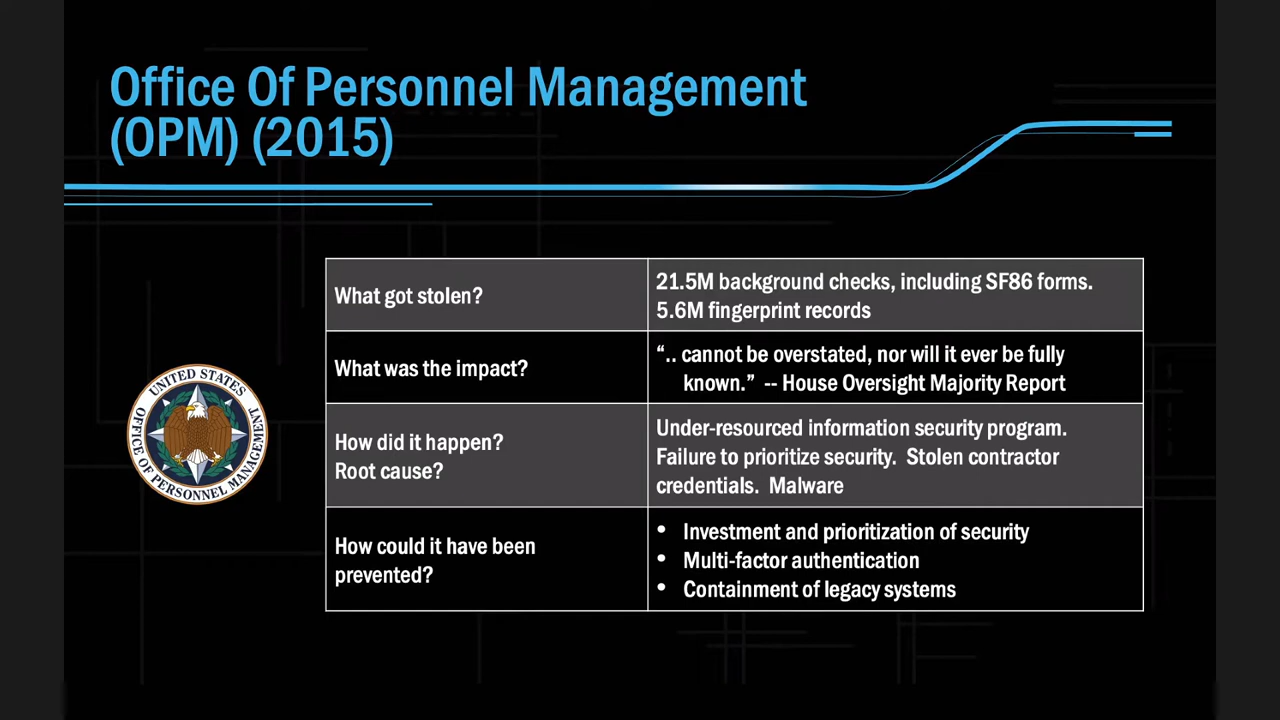 Office Of Personnel Management
(OPM) (2015)
What got stolen?
21.5M background checks, including SF86 forms.
5.6M fingerprint records
What was the impact?
“.. cannot be overstated, nor will it ever be fully
known.” -- House Oversight Majority Report
How did it happen?
Root cause?
Under-resourced information security program.
Failure to prioritize security. Stolen contractor
credentials. Malware
How could it have been
prevented?
• Investment and prioritization of security
• Multi-factor authentication
• Containment of legacy systems
UNITED STATES
OFFICE OF PERSONNEL MANAGEMENT